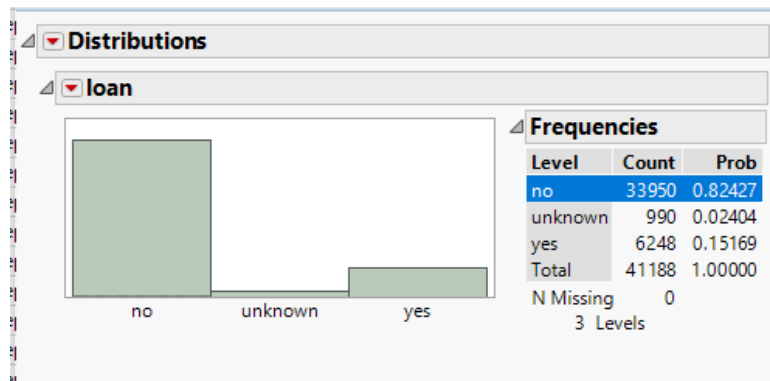 Distributions
loan
no unknown yes
Frequencies
Level Count Prob
no 33950 0.82427
unknown 990 0.02404
yes 6248 0.15169
Total 41188 1.00000
N Missing 0
3 Levels